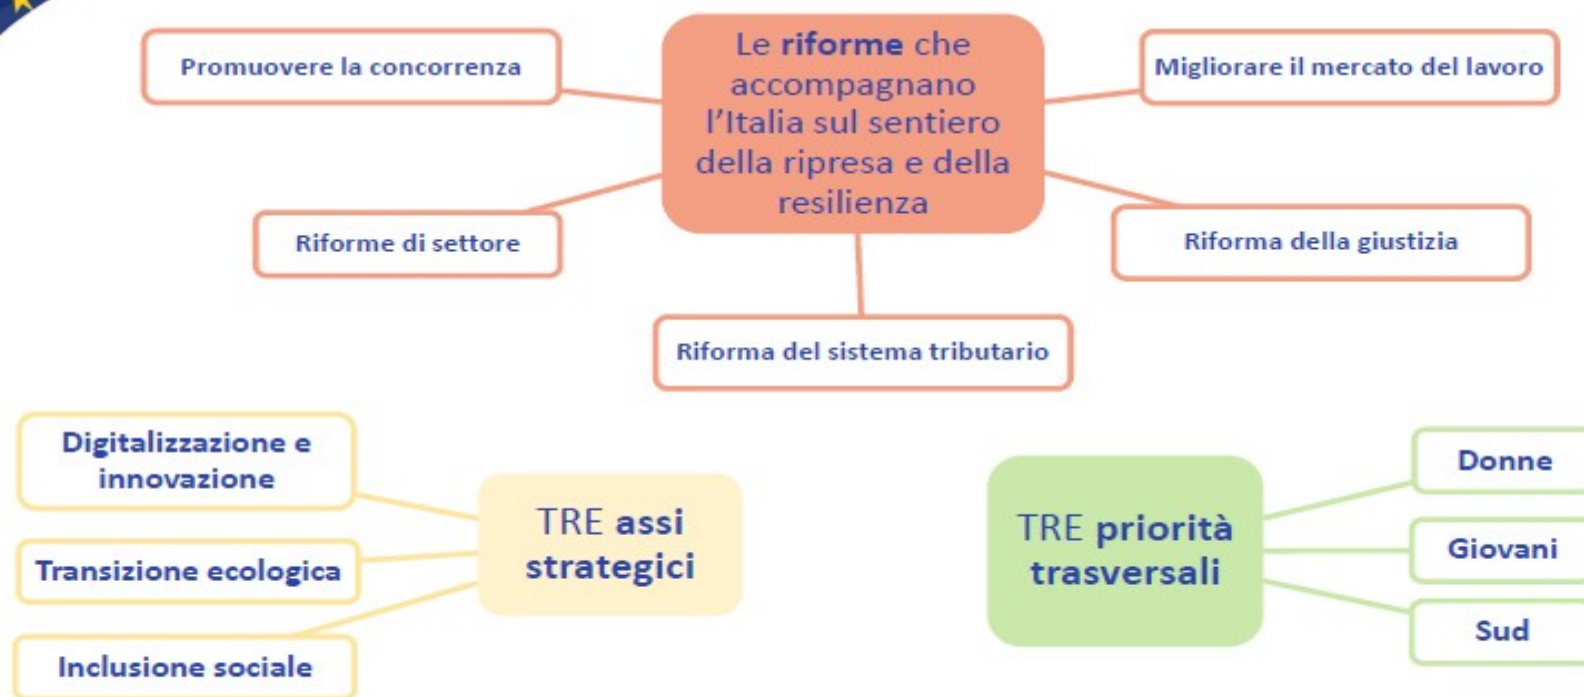 Le riforme che
accompagnano
l'Italia sul sentiero
della ripresa e della
resilienza
Promuovere la concorrenza
Migliorare il mercato del lavoro
Riforme di settore
Riforma della giustizia
Riforma del sistema tributario
TRE assi
strategici
Digitalizzazione e
innovazione
Transizione ecologica
Inclusione sociale
TRE priorità
trasversali
Donne
Giovani
Sud